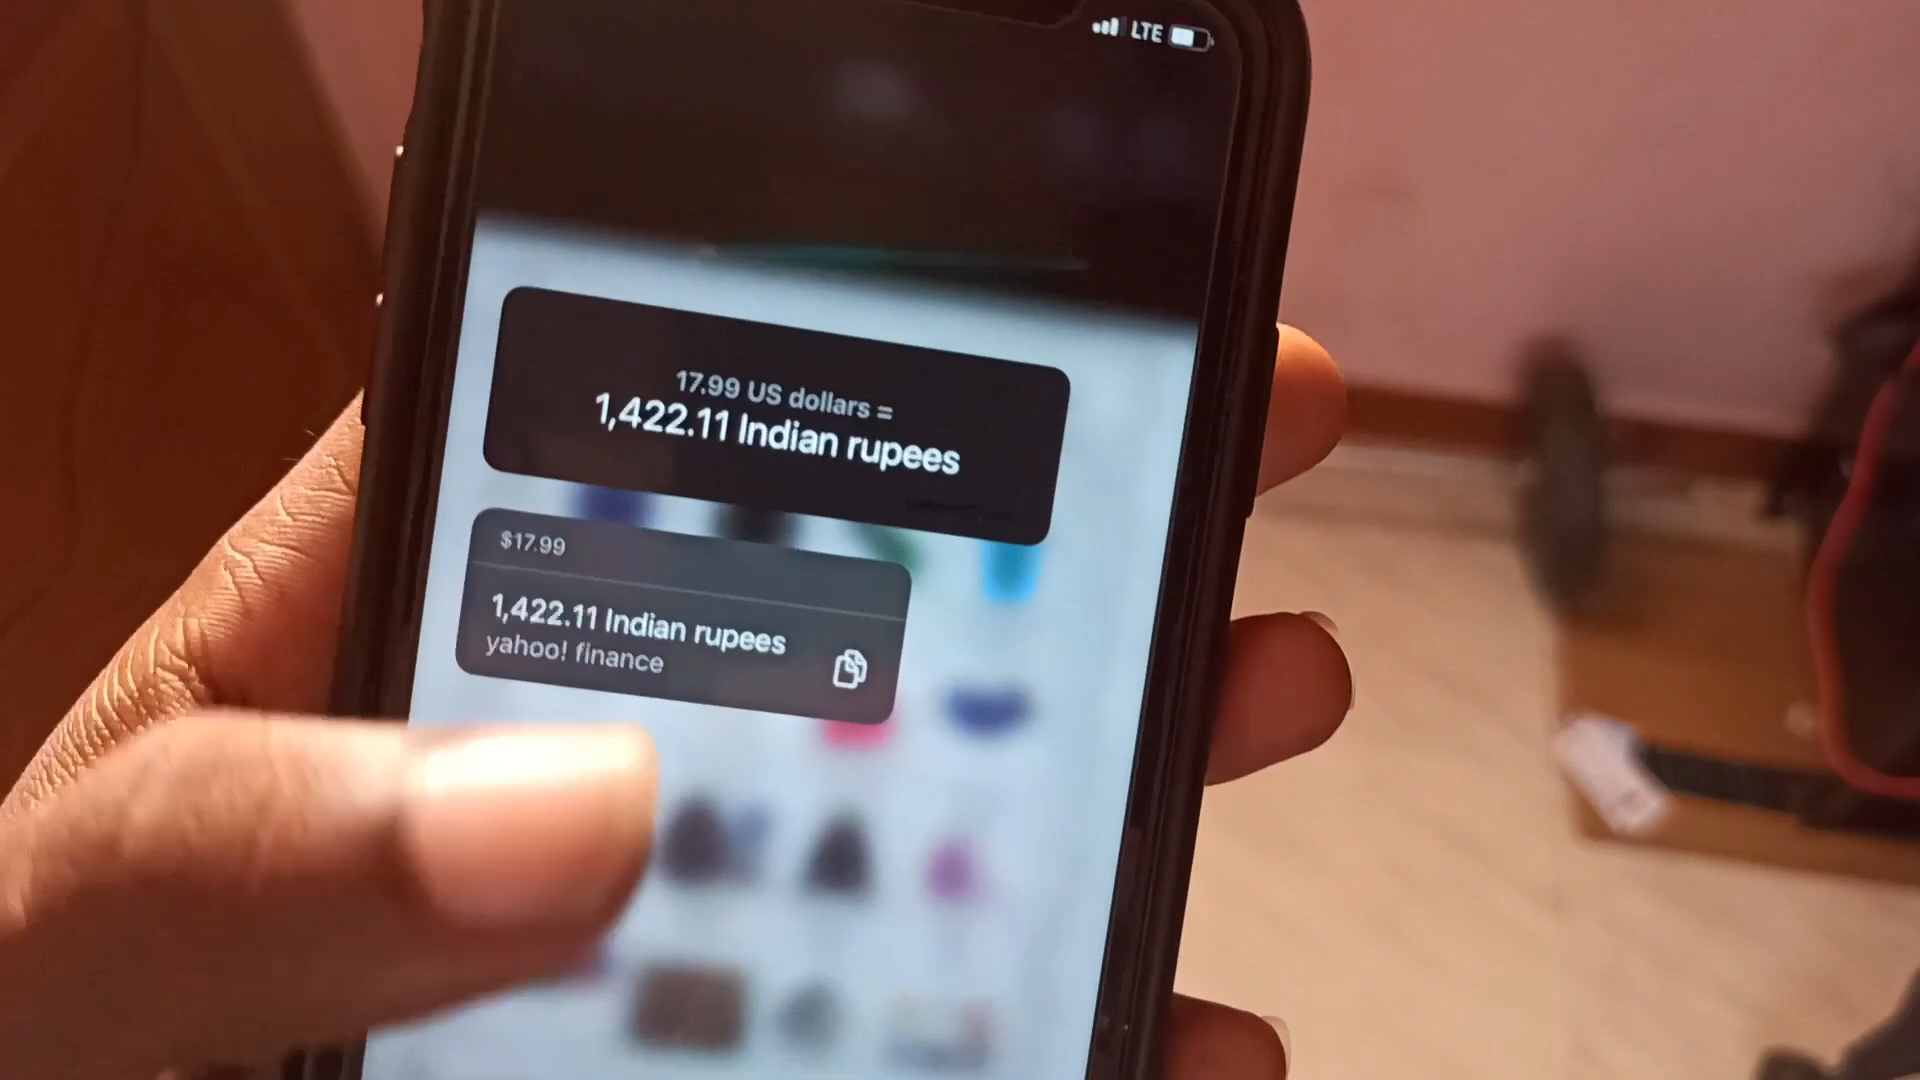 LTE
17.99 US dollars =
1,422.11 Indian rupees
$17.99
1,422.11 Indian rupees
yahoo! finance